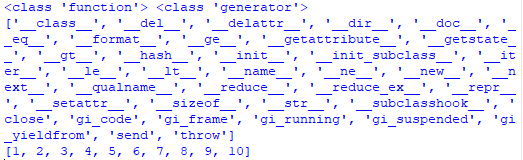 <class 'function'> <class 'generator'>
['__class__', '__del__', '__delattr__', '__dir__', '__doc__', '_
_eq__', '__format__', '__ge__', '__getattribute__', '__getstate_
_', '__gt__', '__hash__', '__init__', '__init_subclass__', '__it
er__', '__le__', '__lt__', '__name__', '__ne__', '__new__', '__n
ext__', '__qualname__', '__reduce__', '__reduce_ex__', '__repr__
', '__setattr__', '__sizeof__', '__str__', '__subclasshook__', '
close', 'gi_code', 'gi_frame', 'gi_running', 'gi_suspended', 'gi
_yieldfrom', 'send', 'throw']
[1, 2, 3, 4, 5, 6, 7, 8, 9, 10]